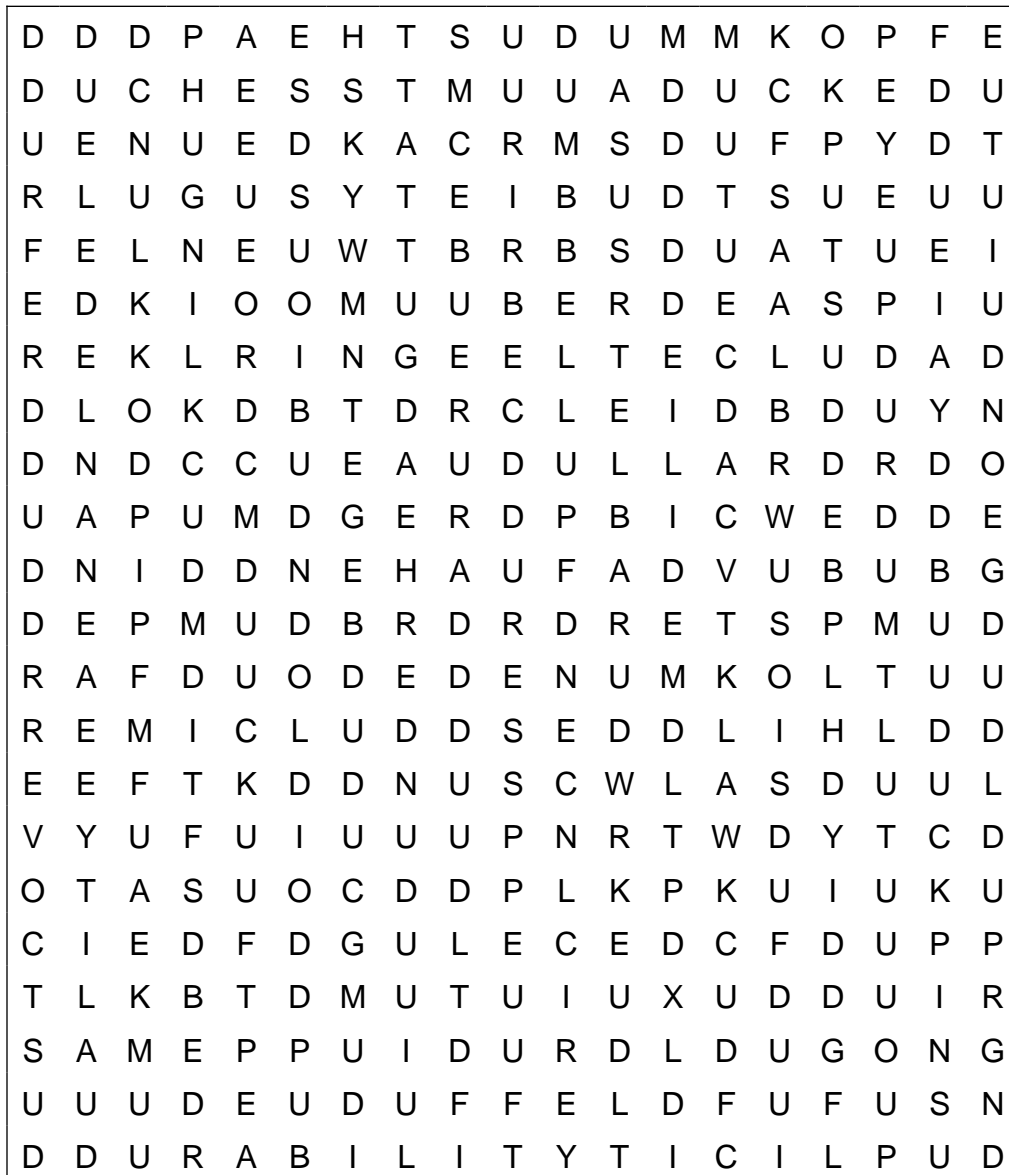 D D D P A E H T S U D U M M K O P F E
D U C H E S S T M U U A D U C K E D U
U E N U E D K A C R M S D U F P Y D T
R L U G U S Y T E I B U D T S U E U U
F E L N E U W T B R B S D U A T U E I
E D K I O O M U U B E R D E A S P I U
R E K L R I N G E E L T E C L U D A D
D L O K D B T D R C L E I D B D U Y N
D N D C C U E A U D U L L A R D R D O
U A P U M D G E R D P B I C W E D D E
D N I D D N E H A U F A D V U B U B G
D E P M U D B R D R D R E T S P M U D
R A F D U O D E D E N U M K O L T U U
R E M I C L U D D S E D D L I H L D D
E E F T K D D N U S C W L A S D U U L
V Y U F U I U U U P N R T W D Y T C D
O T A S U O C D D P L K P K U I U K U
C I E D F D G U L E C E D C F D U P P
T L K B T D M U T U I U X U D D U I R
S A M E P P U I D U R D L D U G O N G
U U U D E U D U F F E L D F U F U S N
D D U R A B I L I T Y T I C I L P U D